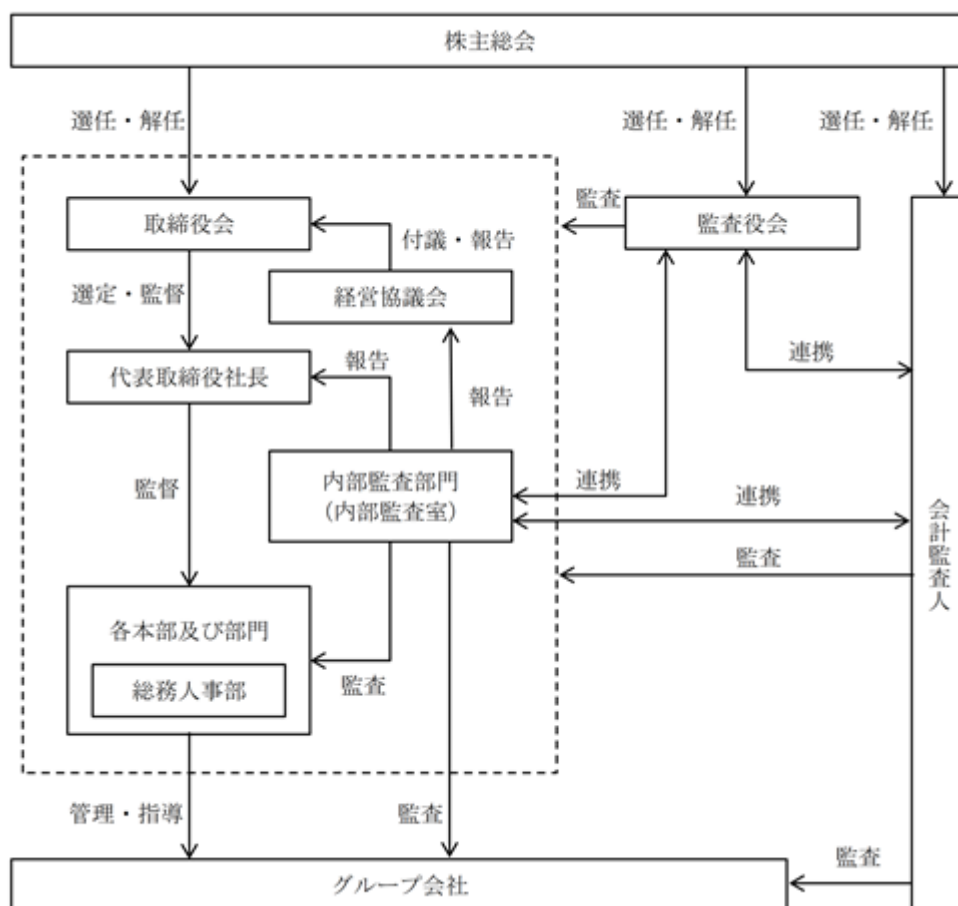 株主総会
選任・解任
選任・解任
選任・解任
取締役会
監査
監査役会
付議・報告
選定・監督
経営協議会
代表取締役社長
報告
報告
連携
監督
内部監査部門
（内部監査室）
連携
連携
会計監査人
監査
各本部及び部門
総務人事部
監査
管理・指導
監査
監査
グループ会社